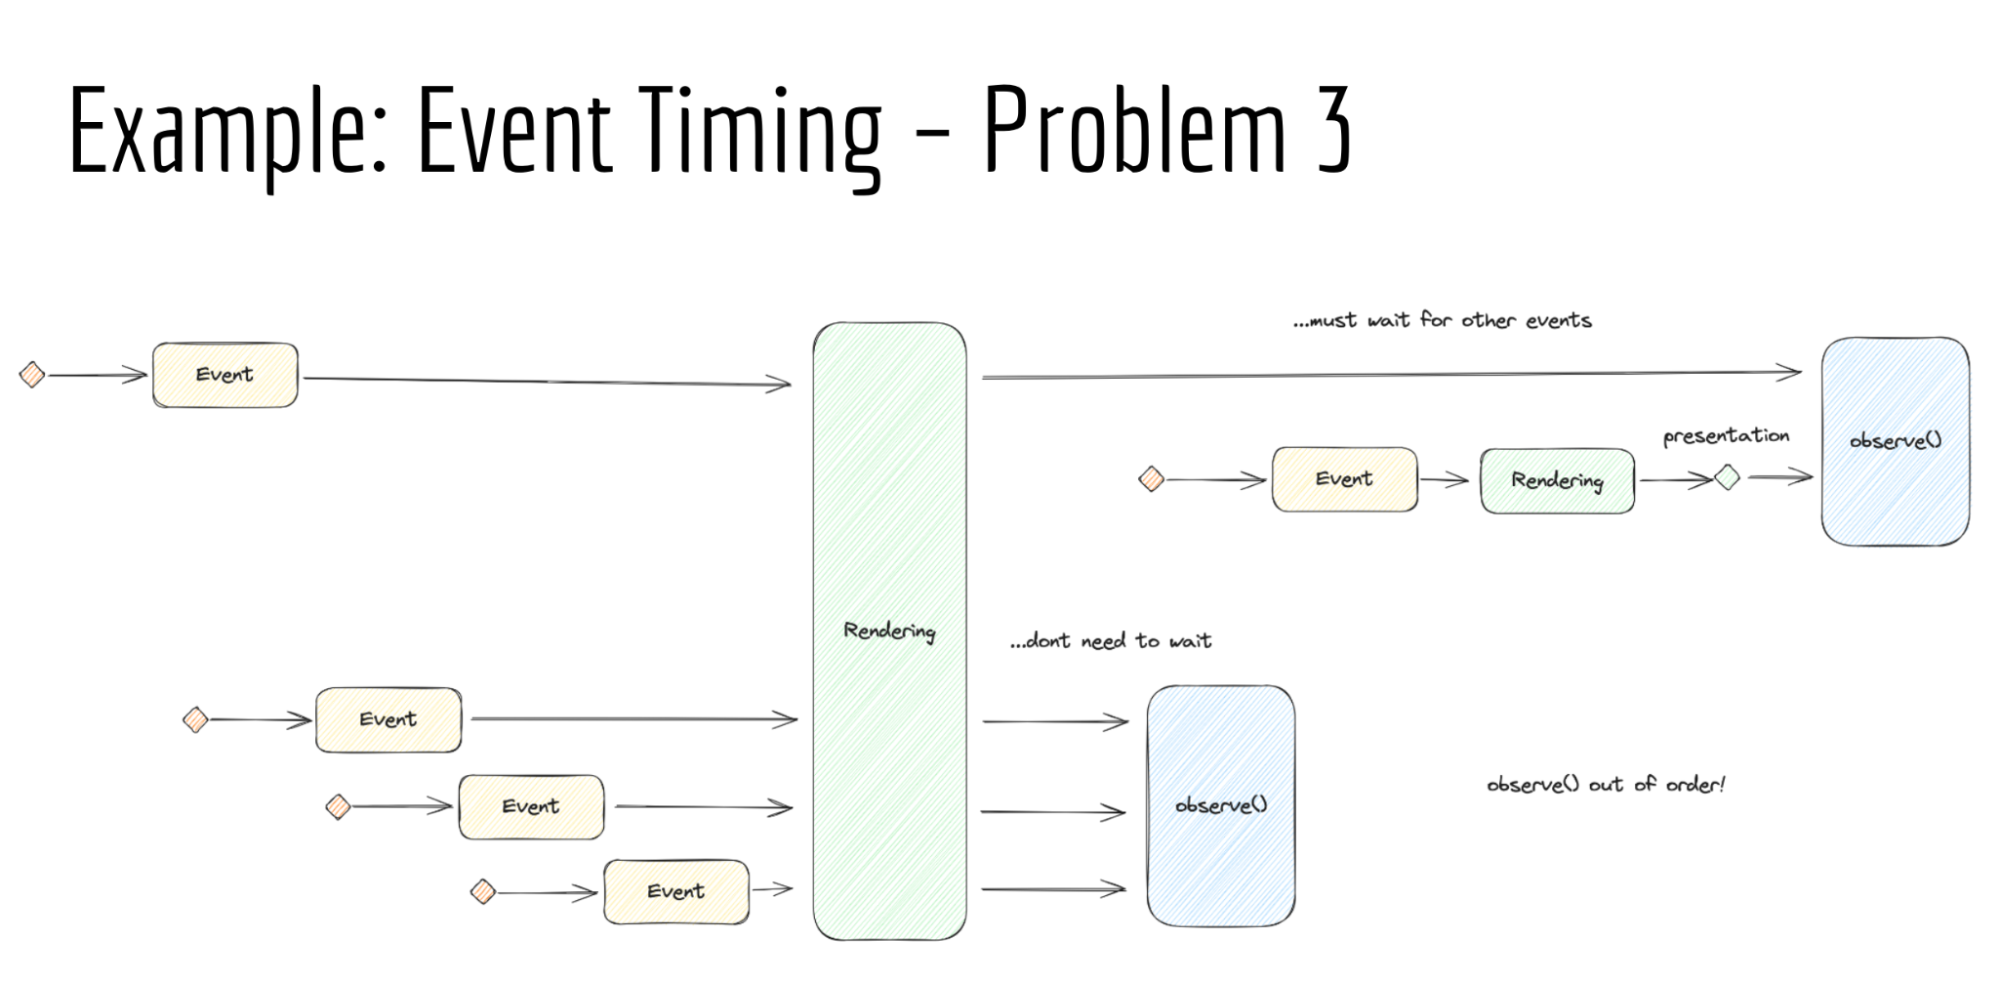 Example: Event Timing - Problem 3
...must wait for other events
Event
presentation
observe()
Event
Rendering
Rendering
...dont need to wait
Event
observe() out of order!
Event
observe()
Event